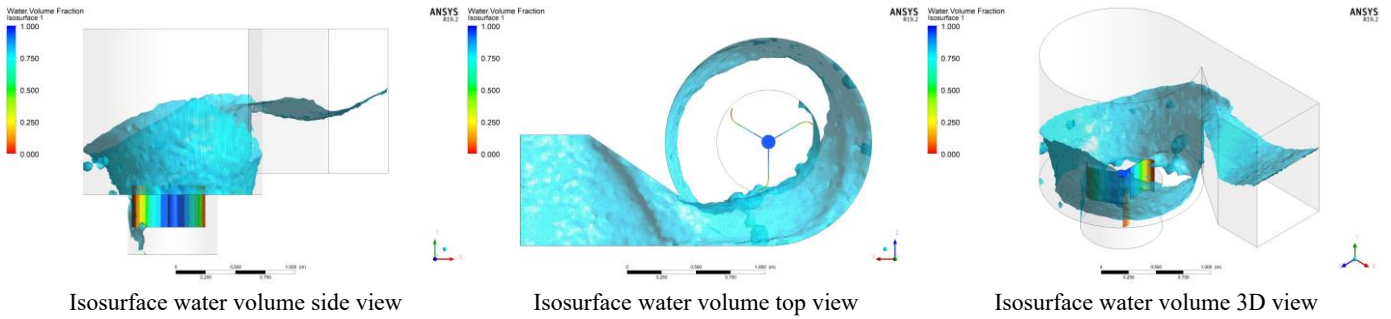 Water.Volume Fraction
Isosurface 1
1.000
0.750
0.500
0.250
0.000
ANSYS
R19.2
0
0.500
1.000 (m)
0.250
0.750
Isosurface water volume side view
Water.Volume Fraction
Isosurface 1
1.000
0.750
0.500
0.250
0.000
ANSYS
R19.2
0
0.500
1.000 (m)
0.250
0.750
Isosurface water volume top view
Water.Volume Fraction
Isosurface 1
1.000
0.750
0.500
0.250
0.000
ANSYS
R19.2
0
0.500
1.000 (m)
0.250
0.750
Isosurface water volume 3D view